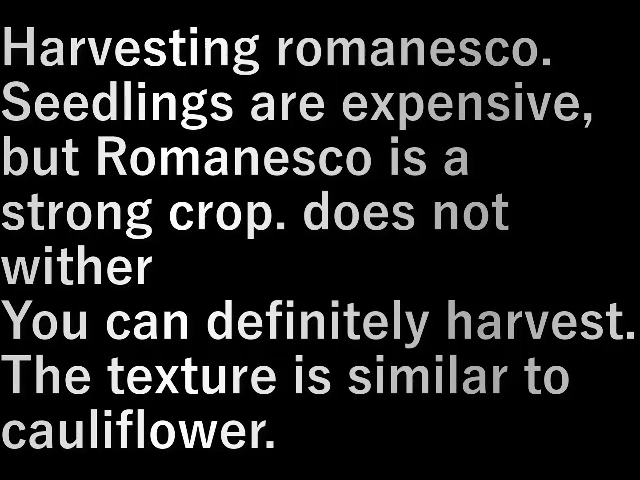 Harvesting romanesco.
Seedlings are expensive,
but Romanesco is a
strong crop. does not
wither
You can definitely harvest.
The texture is similar to
cauliflower.